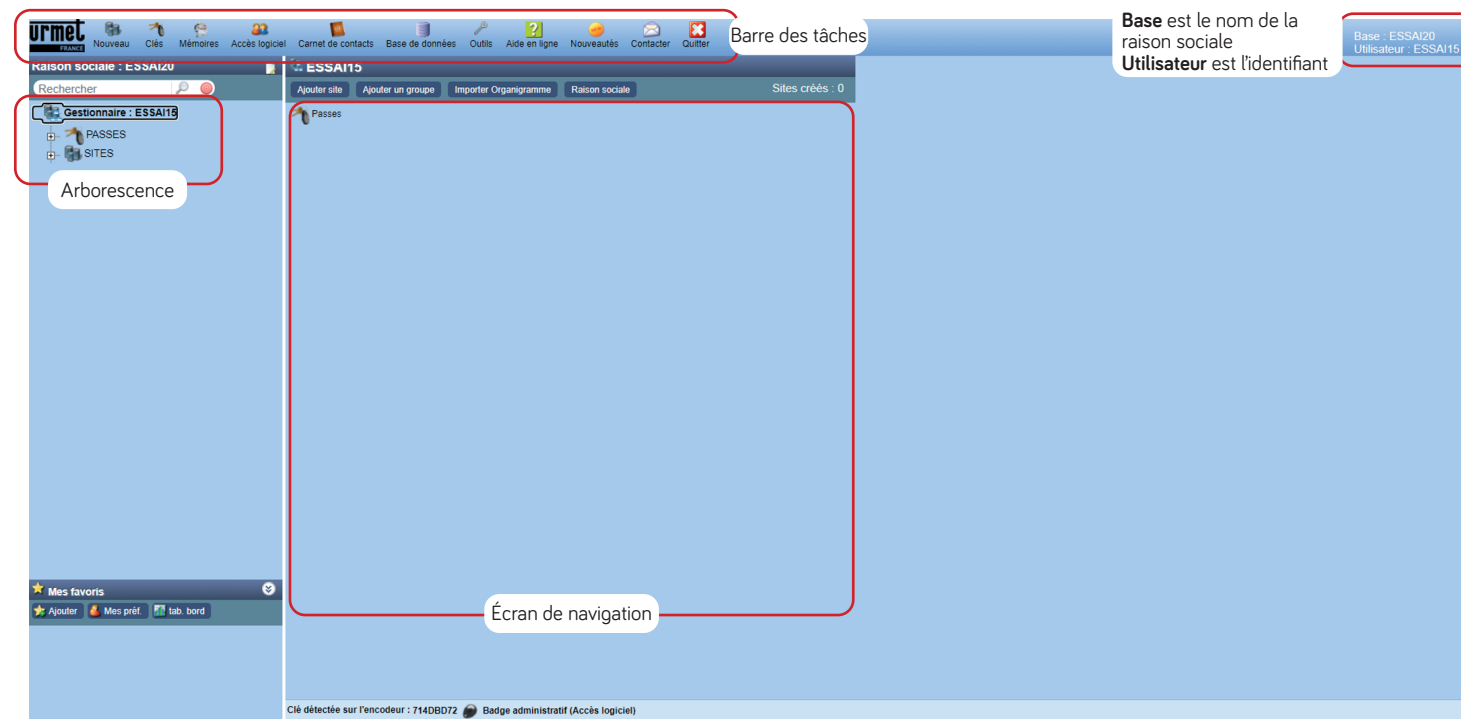 urmet
FRANCE
Nouveau Clés Mémoires Accès logiciel Carnet de contacts Base de données Outils Aide en ligne Nouveautés Contacter Quitter
Barre des tâches
Base est le nom de la
raison sociale
Utilisateur est l'identifiant
Base : ESSAI20
Utilisateur : ESSAI15
Raison sociale : ESSAI20
ESSAI15
Rechercher
Ajouter site Ajouter un groupe Importer Organigramme Raison sociale Sites créés : 0
Gestionnaire : ESSAI15
PASSES
SITES
Arborescence
Passes
Écran de navigation
Mes favoris
Ajouter Mes préf. tab. bord
Clé détectée sur l'encodeur : 714DBD72 Badge administratif (Accès logiciel)